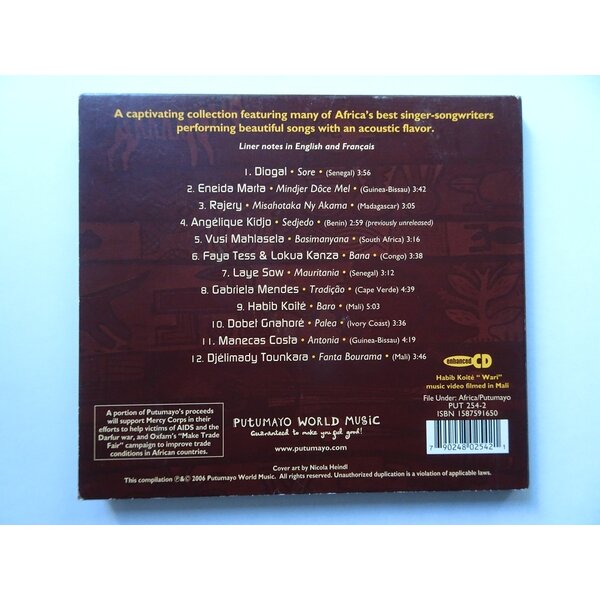 A captivating collection featuring many of Africa's best singer-songwriters
performing beautiful songs with an acoustic flavor.
Liner notes in English and Français
1. Diogal • Sore • (Senegal) 3:56
2. Eneida Marta • Mindjer Dôce Mel • (Guinea-Bissau) 3:42
3. Rajery • Misahotaka Ny Akama • (Madagascar) 3:05
4. Angélique Kidjo • Sedjedo • (Benin) 2:59 (previously unreleased)
5. Vusi Mahlasela • Basimanyana • (South Africa) 3:16
6. Faya Tess & Lokua Kanza • Bana • (Congo) 3:38
7. Laye Sow • Mauritania • (Senegal) 3:12
8. Gabriela Mendes • Tradição • (Cape Verde) 4:39
9. Habib Koité • Baro • (Mali) 5:03
10. Dobet Gnahoré • Palea • (Ivory Coast) 3:36
11. Manecas Costa • Antonia • (Guinea-Bissau) 4:19
12. Djélimady Tounkara • Fanta Bourama • (Mali) 3:46
enhanced CD
Habib Koité "Wari"
music video filmed in Mali
File Under: Africa/Putumayo
PUT 254-2
ISBN 1587591650
7 90248 02542 1
A portion of Putumayo's proceeds
will support Mercy Corps in their
efforts to help victims of AIDS and the
Darfur war, and Oxfam's "Make Trade
Fair" campaign to improve trade
conditions in African countries.
PUTUMAYO WORLD MUSIC
Guaranteed to make you feel good!
www.putumayo.com
Cover art by Nicola Heindl
This compilation ℗&© 2006 Putumayo World Music. All rights reserved. Unauthorized duplication is a violation of applicable laws.